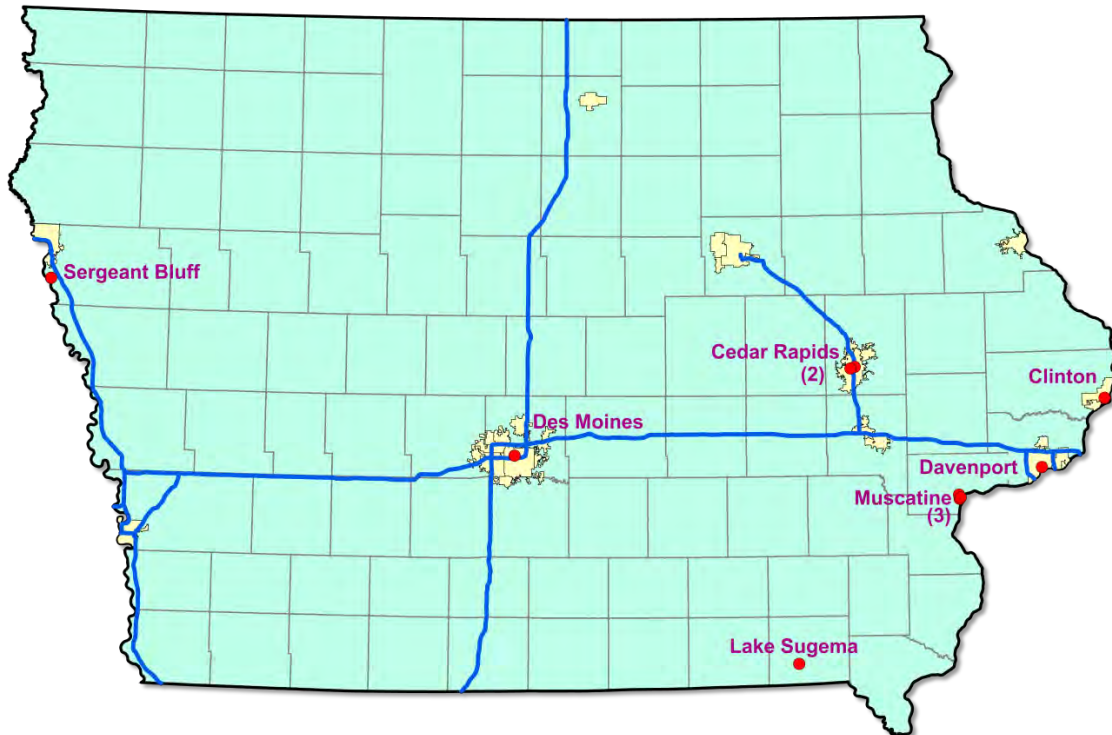 Sergeant Bluff
Cedar Rapids
(2)
Clinton
Des Moines
Davenport
Muscatine
(3)
Lake Sugema